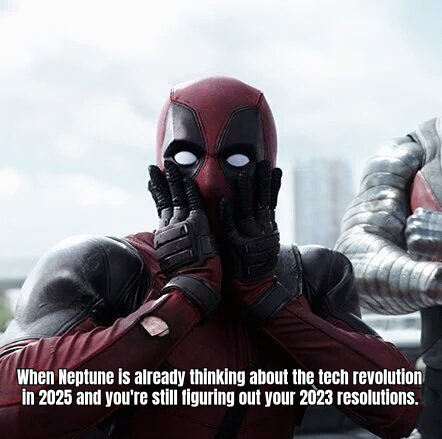 When Neptune is already thinking about the tech revolution
in 2025 and you're still figuring out your 2023 resolutions.